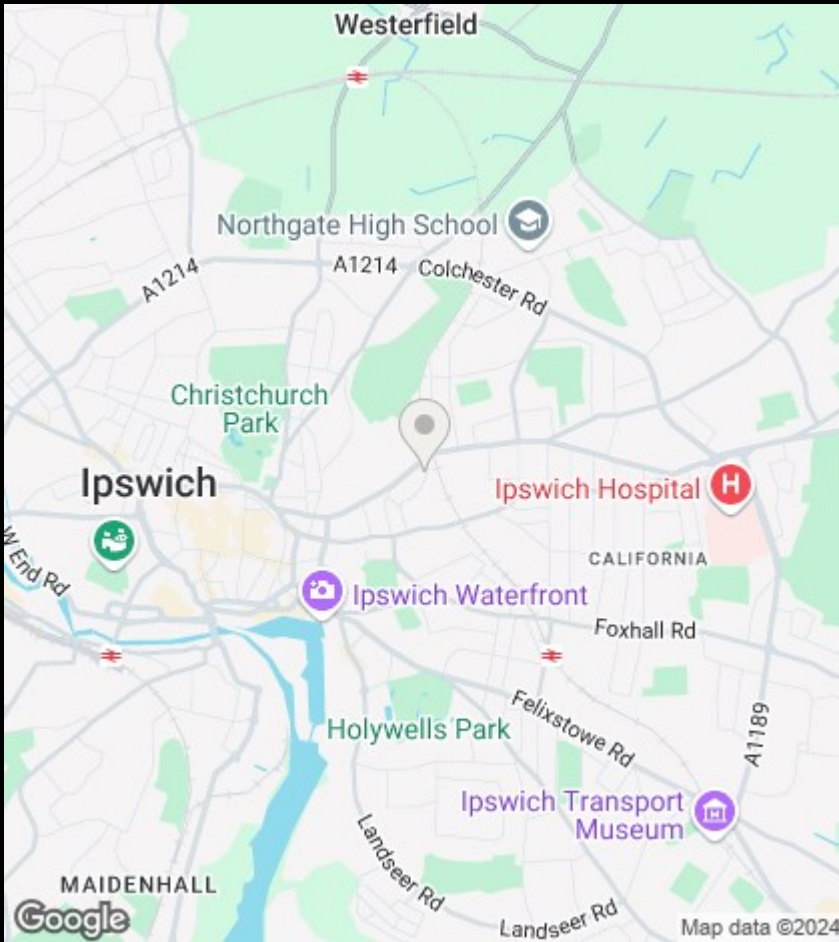 Westerfield
Northgate High School
A1214
A1214
Colchester Rd
Christchurch
Park
Ipswich
Ipswich Hospital
H
W End Rd
CALIFORNIA
Ipswich Waterfront
Foxhall Rd
Holywells Park
Felixstowe Rd
A1189
Ipswich Transport
Museum
Landseer Rd
MAIDENHALL
Landseer Rd
Google
Map data ©2024